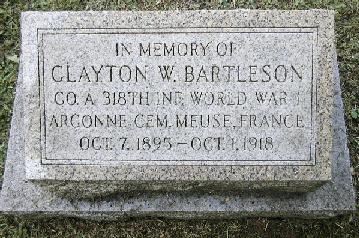 IN MEMORY OF
CLAYTON W. BARTLESON
CO. A 318TH INF. WORLD WAR I
ARGONNE CEM, MEUSE, FRANCE
OCT. 7. 1895 – OCT. 1. 1918